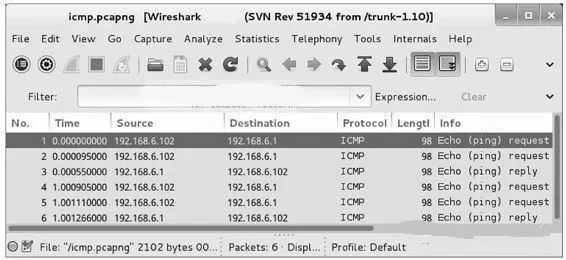 icmp.pcapng [Wireshark (SVN Rev 51934 from /trunk-1.10)]
File Edit View Go Capture Analyze Statistics Telephony Tools Internals Help
Filter: Expression... Clear
No. Time Source Destination Protocol Lengtl Info
1 0.000000000 192.168.6.102 192.168.6.1 ICMP 98 Echo (ping) request
2 0.000095000 192.168.6.102 192.168.6.1 ICMP 98 Echo (ping) request
3 0.000550000 192.168.6.1 192.168.6.102 ICMP 98 Echo (ping) reply
4 1.000905000 192.168.6.102 192.168.6.1 ICMP 98 Echo (ping) request
5 1.001110000 192.168.6.102 192.168.6.1 ICMP 98 Echo (ping) request
6 1.001266000 192.168.6.1 192.168.6.102 ICMP 98 Echo (ping) reply
File: "/icmp.pcapng" 2102 bytes 00... Packets: 6 · Displ... Profile: Default